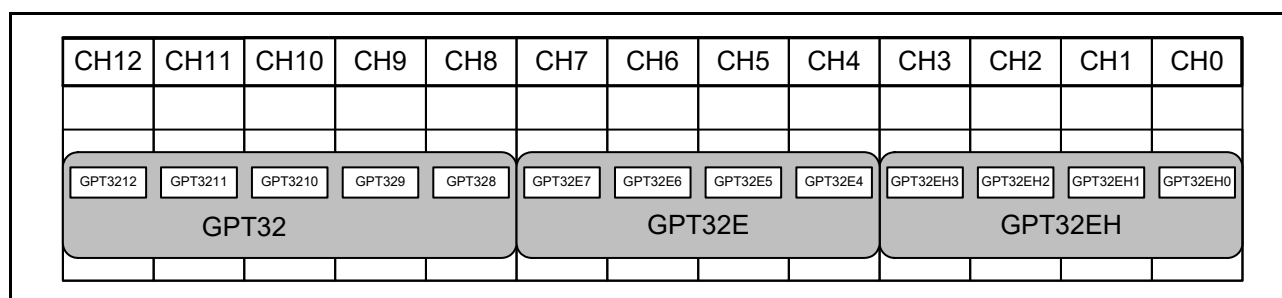 CH12 CH11 CH10 CH9 CH8 CH7 CH6 CH5 CH4 CH3 CH2 CH1 CH0
GPT3212 GPT3211 GPT3210 GPT329 GPT328 GPT32E7 GPT32E6 GPT32E5 GPT32E4 GPT32EH3 GPT32EH2 GPT32EH1 GPT32EH0
GPT32 GPT32E GPT32EH